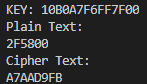 KEY: 10B0A7F6FF7F00
Plain Text:
2F5800
Cipher Text:
A7AAD9FB